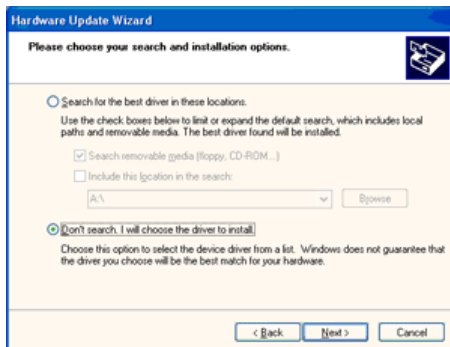 Hardware Update Wizard
Please choose your search and installation options.
Search for the best driver in these locations.
Use the check boxes below to limit or expand the default search, which includes local
paths and removable media. The best driver found will be installed.
Search removable media (floppy, CD-ROM...)
Include this location in the search:
A:\
Browse
Don't search. I will choose the driver to install.
Choose this option to select the device driver from a list. Windows does not guarantee that
the driver you choose will be the best match for your hardware.
< Back
Next >
Cancel